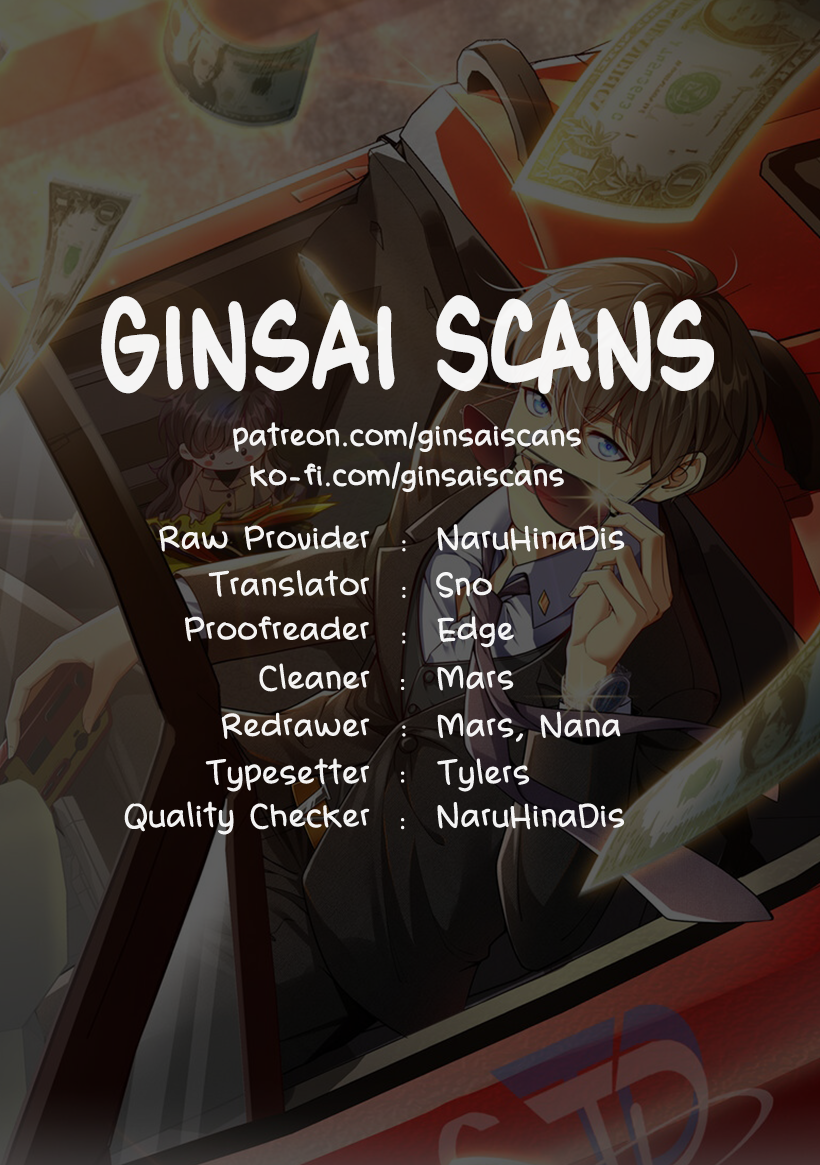 GINSAI SCANS
patreon.com/ginsaiscans
ko-fi.com/ginsaiscans
Raw Provider : NaruHinaDis
Translator : Sno
Proofreader : Edge
Cleaner : Mars
Redrawer : Mars, Nana
Typesetter : Tylers
Quality Checker : NaruHinaDis